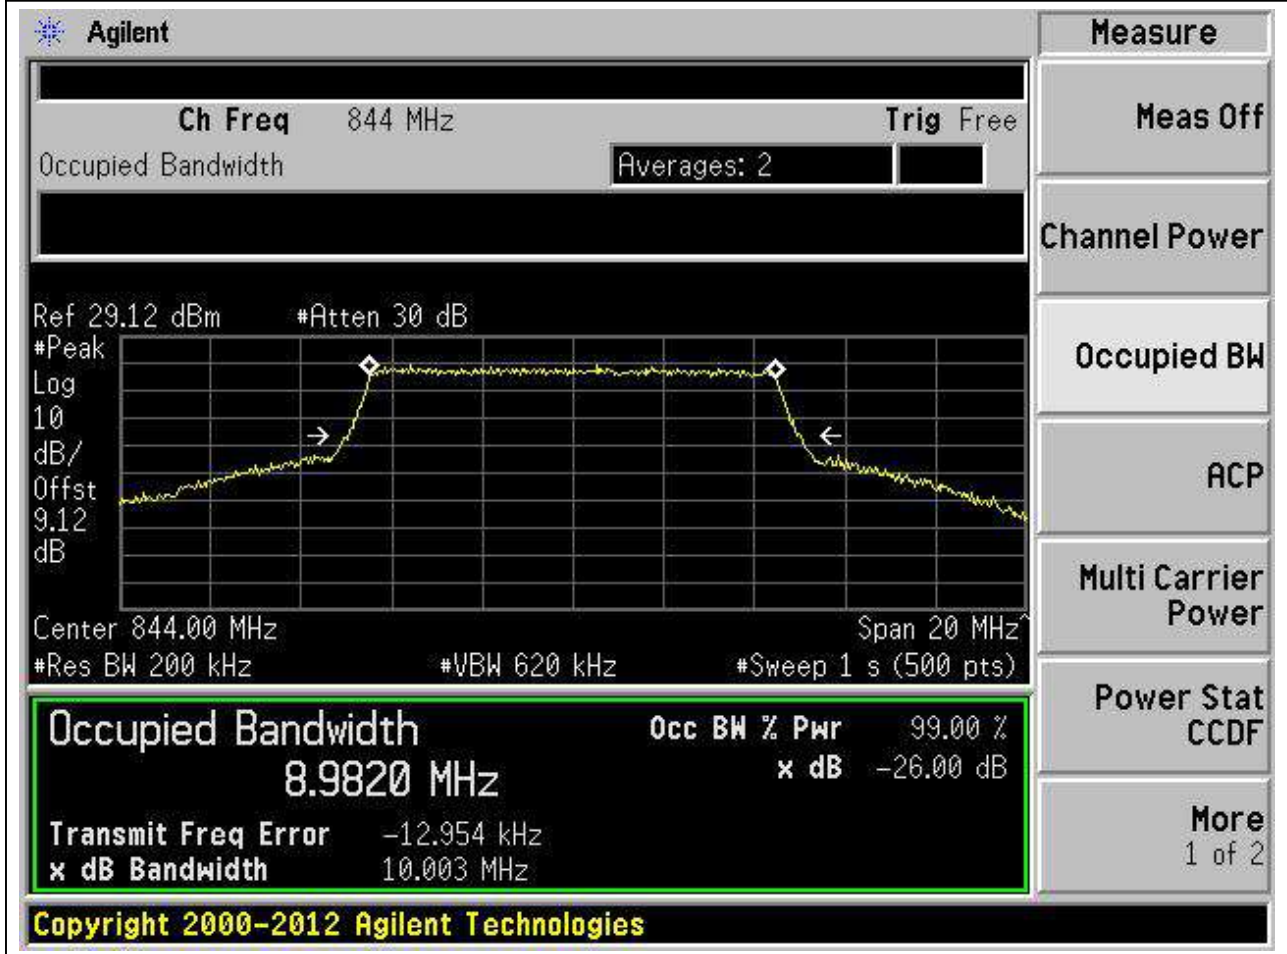 Agilent
Measure
Ch Freq 844 MHz Trig Free
Occupied Bandwidth Averages: 2
Meas Off
Channel Power
Occupied BW
ACP
Multi Carrier
Power
Power Stat
CCDF
More
1 of 2
Ref 29.12 dBm #Atten 30 dB
#Peak
Log
10
dB/
Offst
9.12
dB
Center 844.00 MHz Span 20 MHz^
#Res BW 200 kHz #VBW 620 kHz #Sweep 1 s (500 pts)
Occupied Bandwidth Occ BW % Pwr 99.00 %
8.9820 MHz x dB -26.00 dB
Transmit Freq Error -12.954 kHz
x dB Bandwidth 10.003 MHz
Copyright 2000-2012 Agilent Technologies